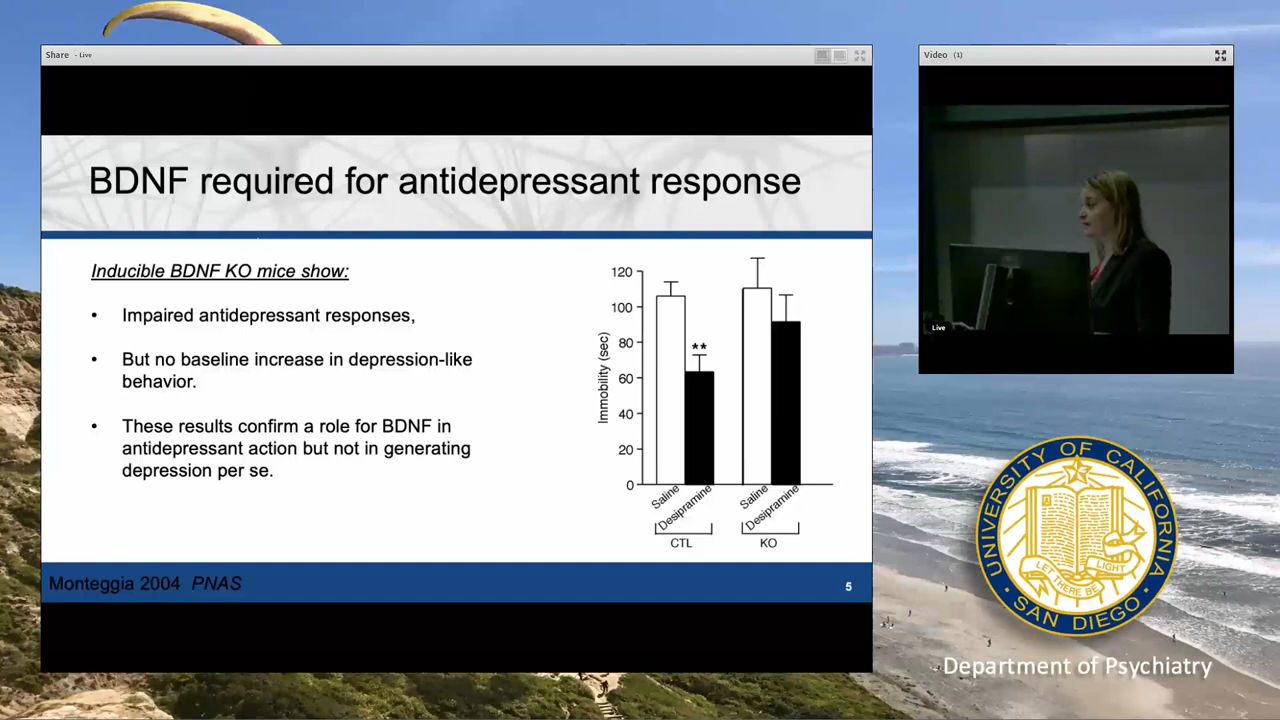 Share - Live
Video (1)
BDNF required for antidepressant response
Inducible BDNF KO mice show:
• Impaired antidepressant responses,
• But no baseline increase in depression-like
behavior.
• These results confirm a role for BDNF in
antidepressant action but not in generating
depression per se.
Immobility (sec)
120
100
80
60
40
20
0
**
Saline
Desipramine
Saline
Desipramine
CTL
KO
Monteggia 2004 PNAS
5
Live
UNIVERSITY OF CALIFORNIA
SAN DIEGO
LET THERE BE LIGHT
Department of Psychiatry